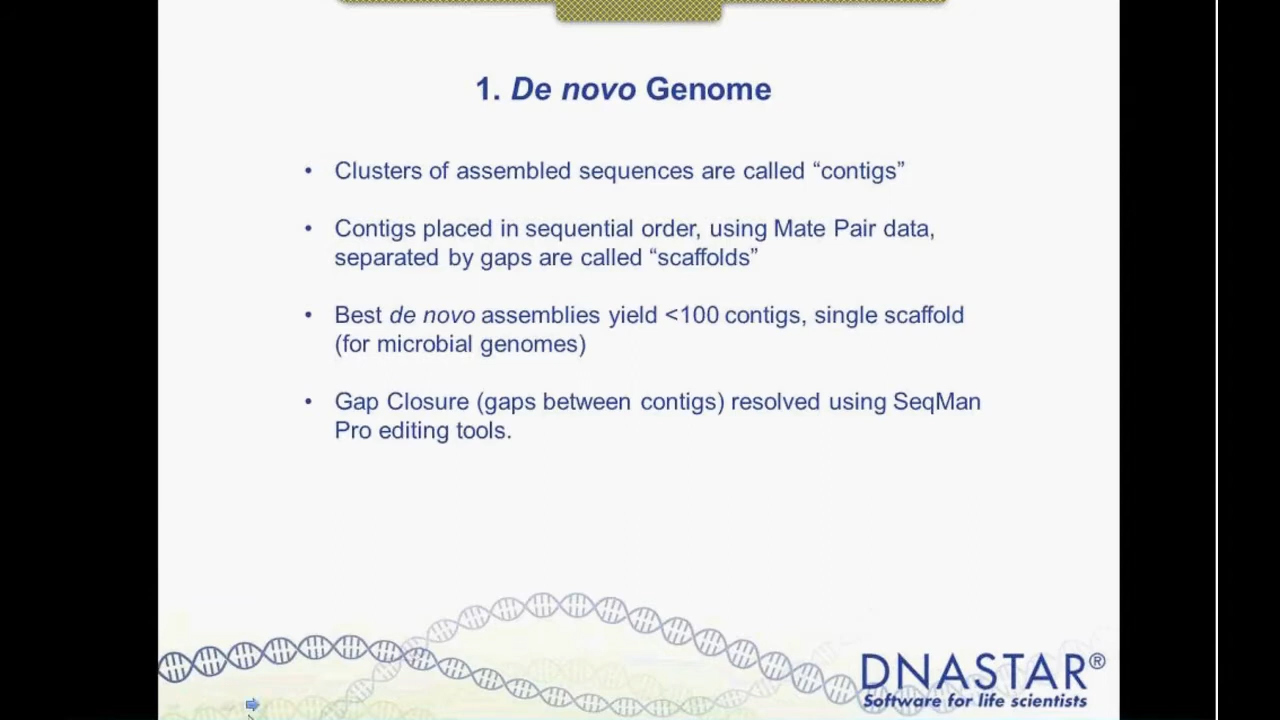 1. De novo Genome
• Clusters of assembled sequences are called “contigs”
• Contigs placed in sequential order, using Mate Pair data,
separated by gaps are called “scaffolds”
• Best de novo assemblies yield <100 contigs, single scaffold
(for microbial genomes)
• Gap Closure (gaps between contigs) resolved using SeqMan
Pro editing tools.
DNASTAR®
Software for life scientists